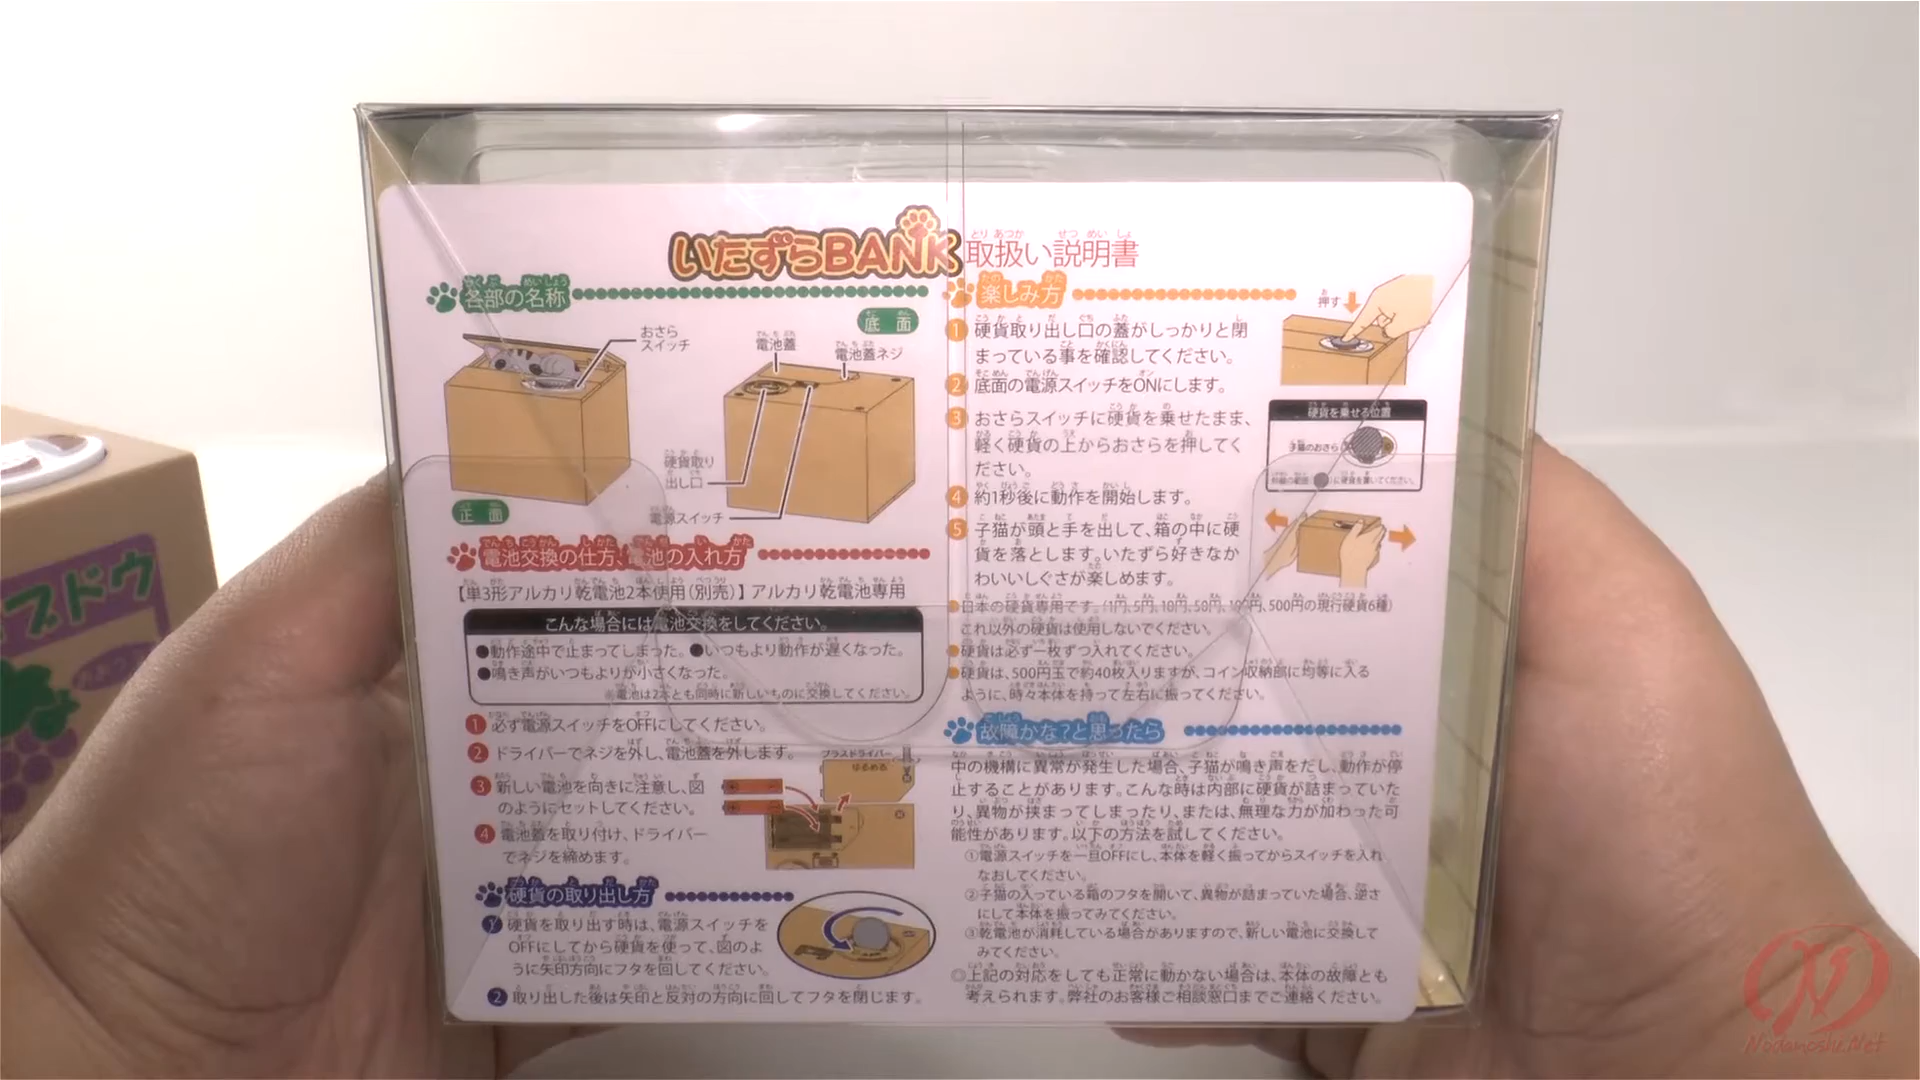 いたずらBANK 取扱い説明書
各部の名称
おさら
スイッチ
底面
電池蓋
電池蓋ネジ
硬貨取り
出し口
電源スイッチ
正面
電池交換の仕方、電池の入れ方
【単3形アルカリ乾電池2本使用(別売)】アルカリ乾電池専用
こんな場合には電池交換をしてください。
●動作途中で止まってしまった。●いつもより動作が遅くなった。
●鳴き声がいつもよりが小さくなった。
※電池は2本とも同時に新しいものに交換してください。
1 必ず電源スイッチをOFFにしてください。
2 ドライバーでネジを外し、電池蓋を外します。
3 新しい電池を向きに注意し、図
のようにセットしてください。
4 電池蓋を取り付け、ドライバー
でネジを締めます。
プラスドライバー
ゆるめる
硬貨の取り出し方
硬貨を取り出す時は、電源スイッチを
OFFにしてから硬貨を使って、図のよ
うに矢印方向にフタを回してください。
2 取り出した後は矢印と反対の方向に回してフタを閉じます。
楽しみ方
1 硬貨取り出し口の蓋がしっかりと閉
まっている事を確認してください。
2 底面の電源スイッチをONにします。
3 おさらスイッチに硬貨を乗せたまま、
軽く硬貨の上からおさらを押してく
ださい。
4 約1秒後に動作を開始します。
5 子猫が頭と手を出して、箱の中に硬
貨を落とします。いたずら好きなか
わいいしぐさが楽しめます。
押す
硬貨を乗せる位置
子猫のおさら
に硬貨を置いてください。
●日本の硬貨専用です。(1円、5円、10円、50円、100円、500円の現行硬貨6種)
これ以外の硬貨は使用しないでください。
●硬貨は必ず一枚ずつ入れてください。
●硬貨は、500円玉で約40枚入りますが、コイン収納部に均等に入る
ように、時々本体を持って左右に振ってください。
故障かな?と思ったら
中の機構に異常が発生した場合、子猫が鳴き声をだし、動作が停
止することがあります。こんな時は内部に硬貨が詰まっていた
り、異物が挟まってしまったり、または、無理な力が加わった可
能性があります。以下の方法を試してください。
①電源スイッチを一旦OFFにし、本体を軽く振ってからスイッチを入れ
なおしてください。
②子猫の入っている箱のフタを開いて、異物が詰まっていた場合、逆さ
にして本体を振ってみてください。
③乾電池が消耗している場合がありますので、新しい電池に交換して
みてください。
◎上記の対応をしても正常に動かない場合は、本体の故障とも
考えられます。弊社のお客様ご相談窓口までご連絡ください。
ブドウ
Nodanoshi.Net